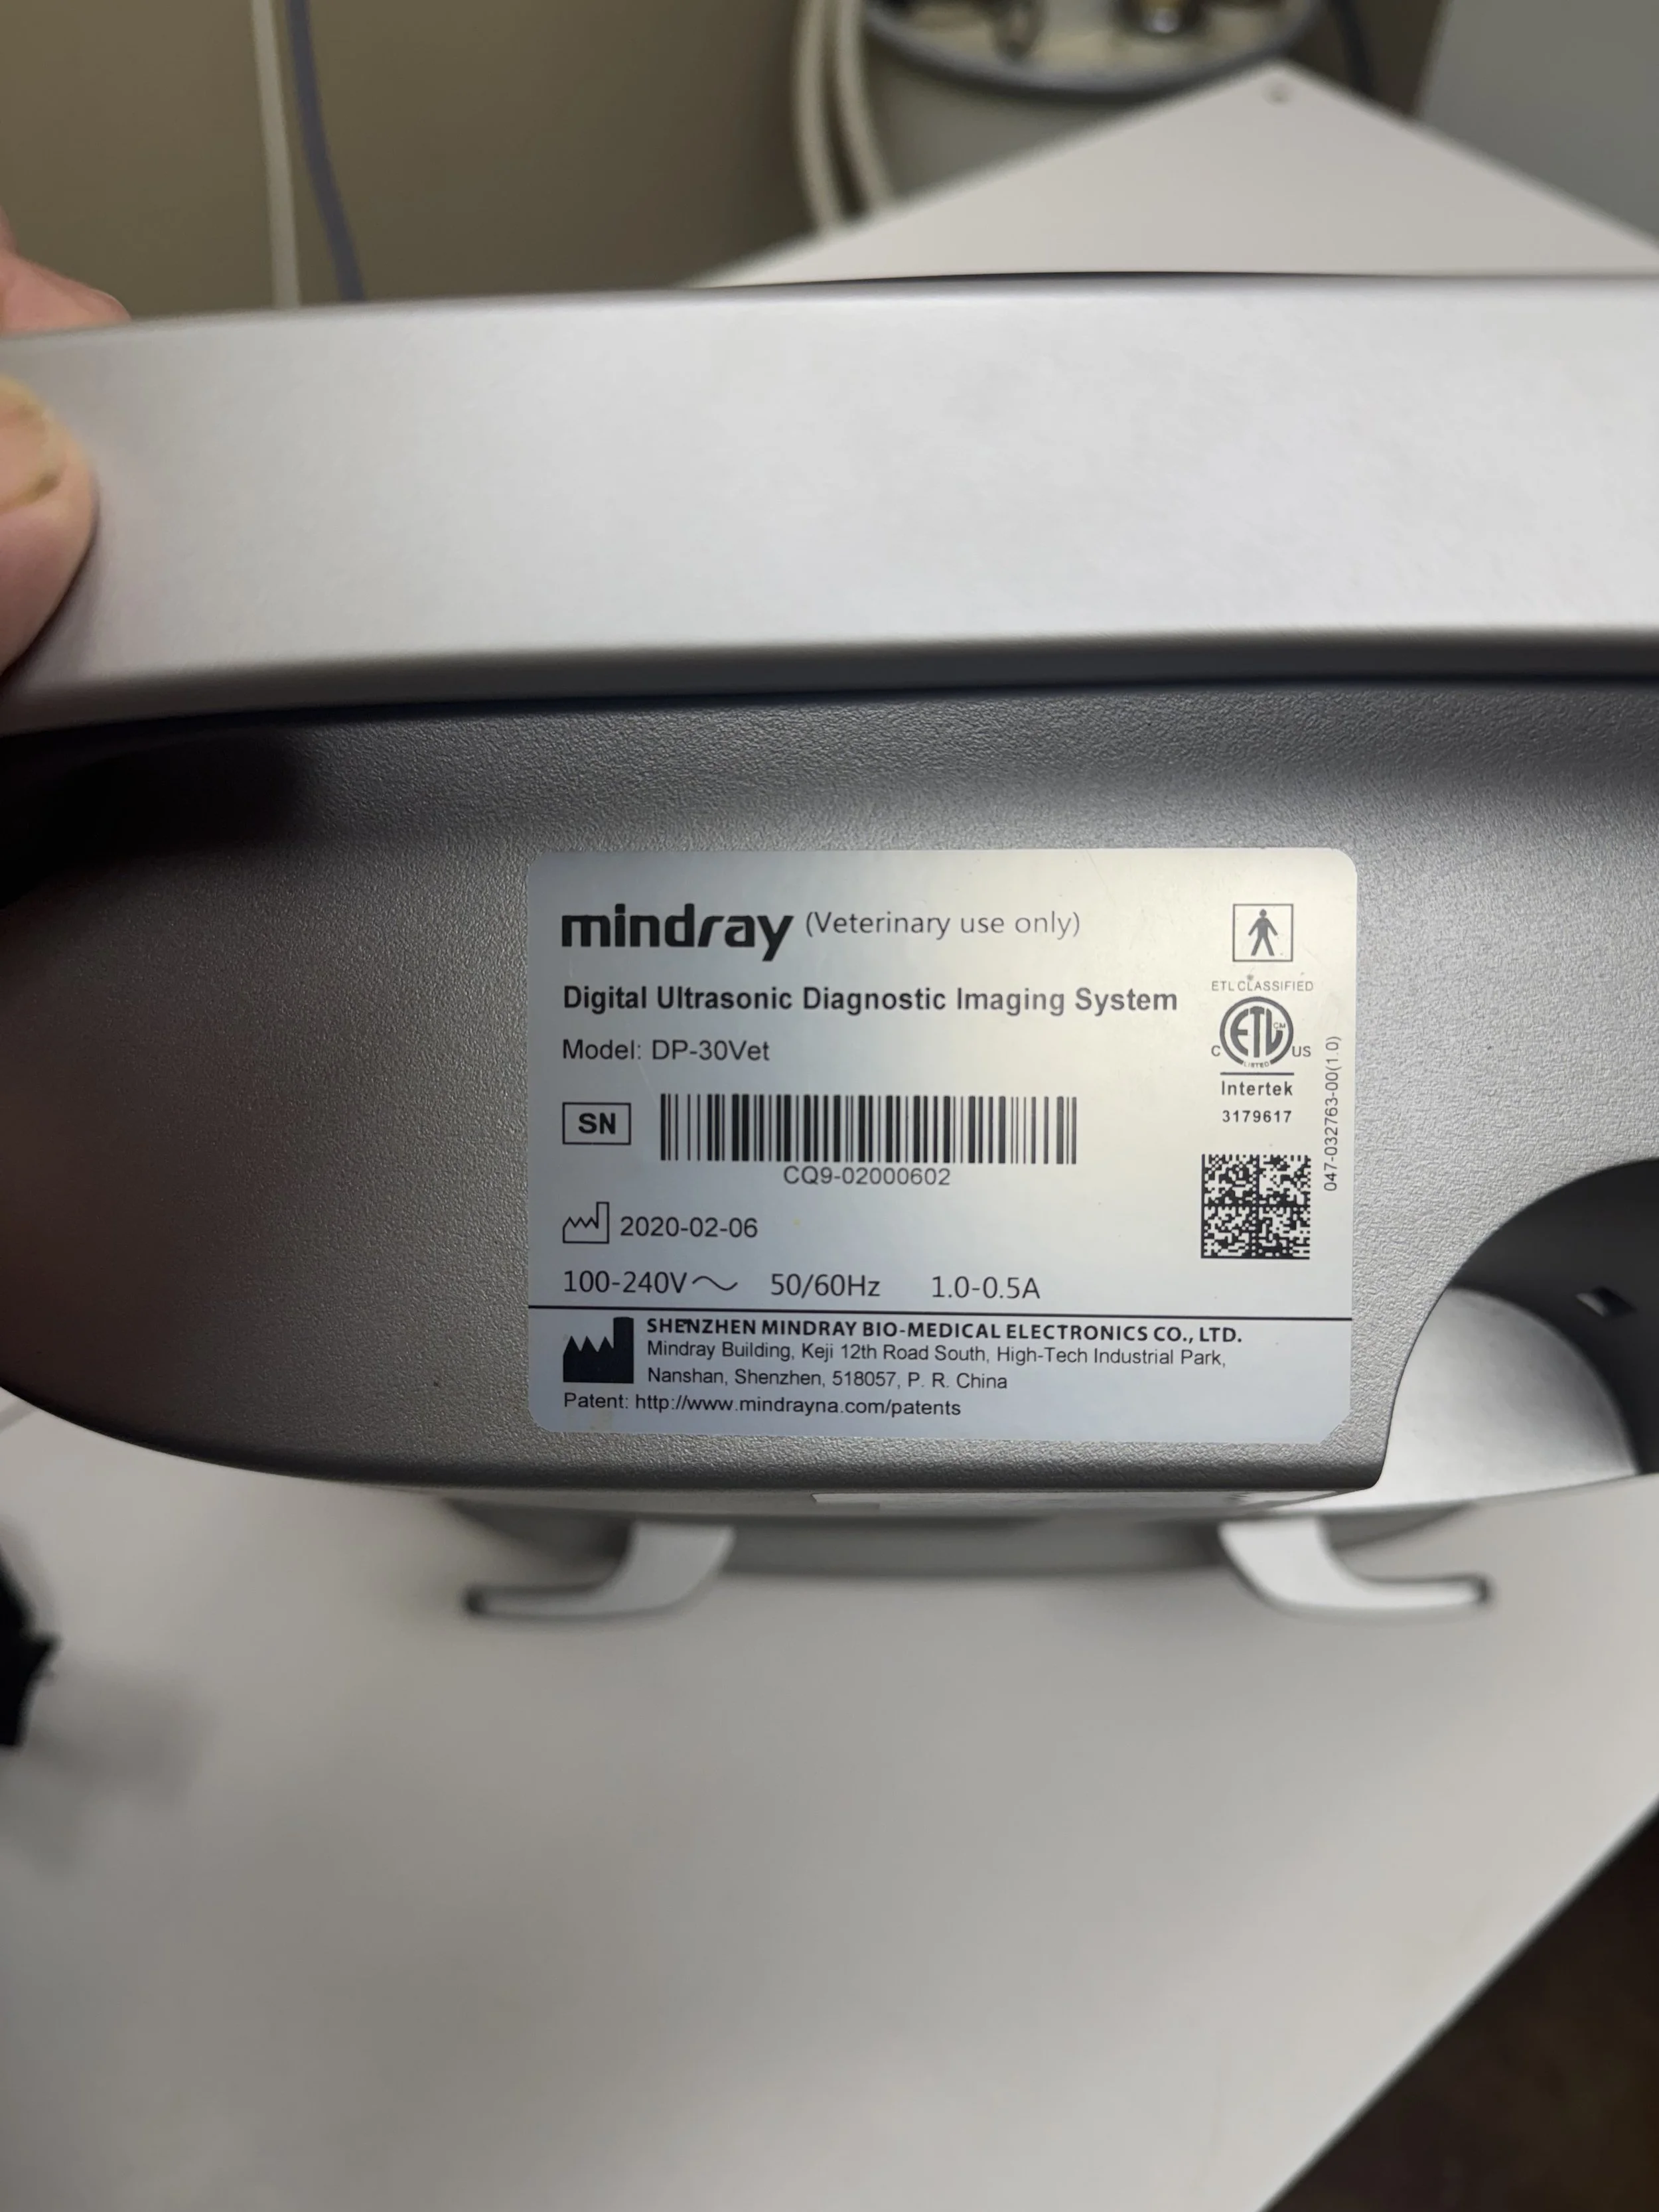 mindray (Veterinary use only)
Digital Ultrasonic Diagnostic Imaging System
Model: DP-30Vet
SN
CQ9-02000602
2020-02-06
100-240V～ 50/60Hz 1.0-0.5A
SHENZHEN MINDRAY BIO-MEDICAL ELECTRONICS CO., LTD.
Mindray Building, Keji 12th Road South, High-Tech Industrial Park,
Nanshan, Shenzhen, 518057, P. R. China
Patent: http://www.mindrayna.com/patents
ETL CLASSIFIED
ETL CM
C US
LISTED
Intertek
3179617
047-032763-00(1.0)